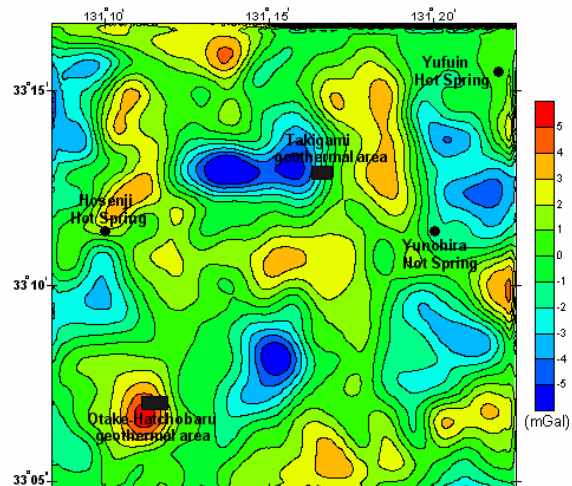 131˚10'
131˚15'
131˚20'
33˚15'
33˚10'
33˚05'
Yufuin
Hot Spring
Takigami
geothermal area
Hosenji
Hot Spring
Yunohira
Hot Spring
Otake-Hatchobaru
geothermal area
5
4
3
2
1
0
-1
-2
-3
-4
-5
(mGal)